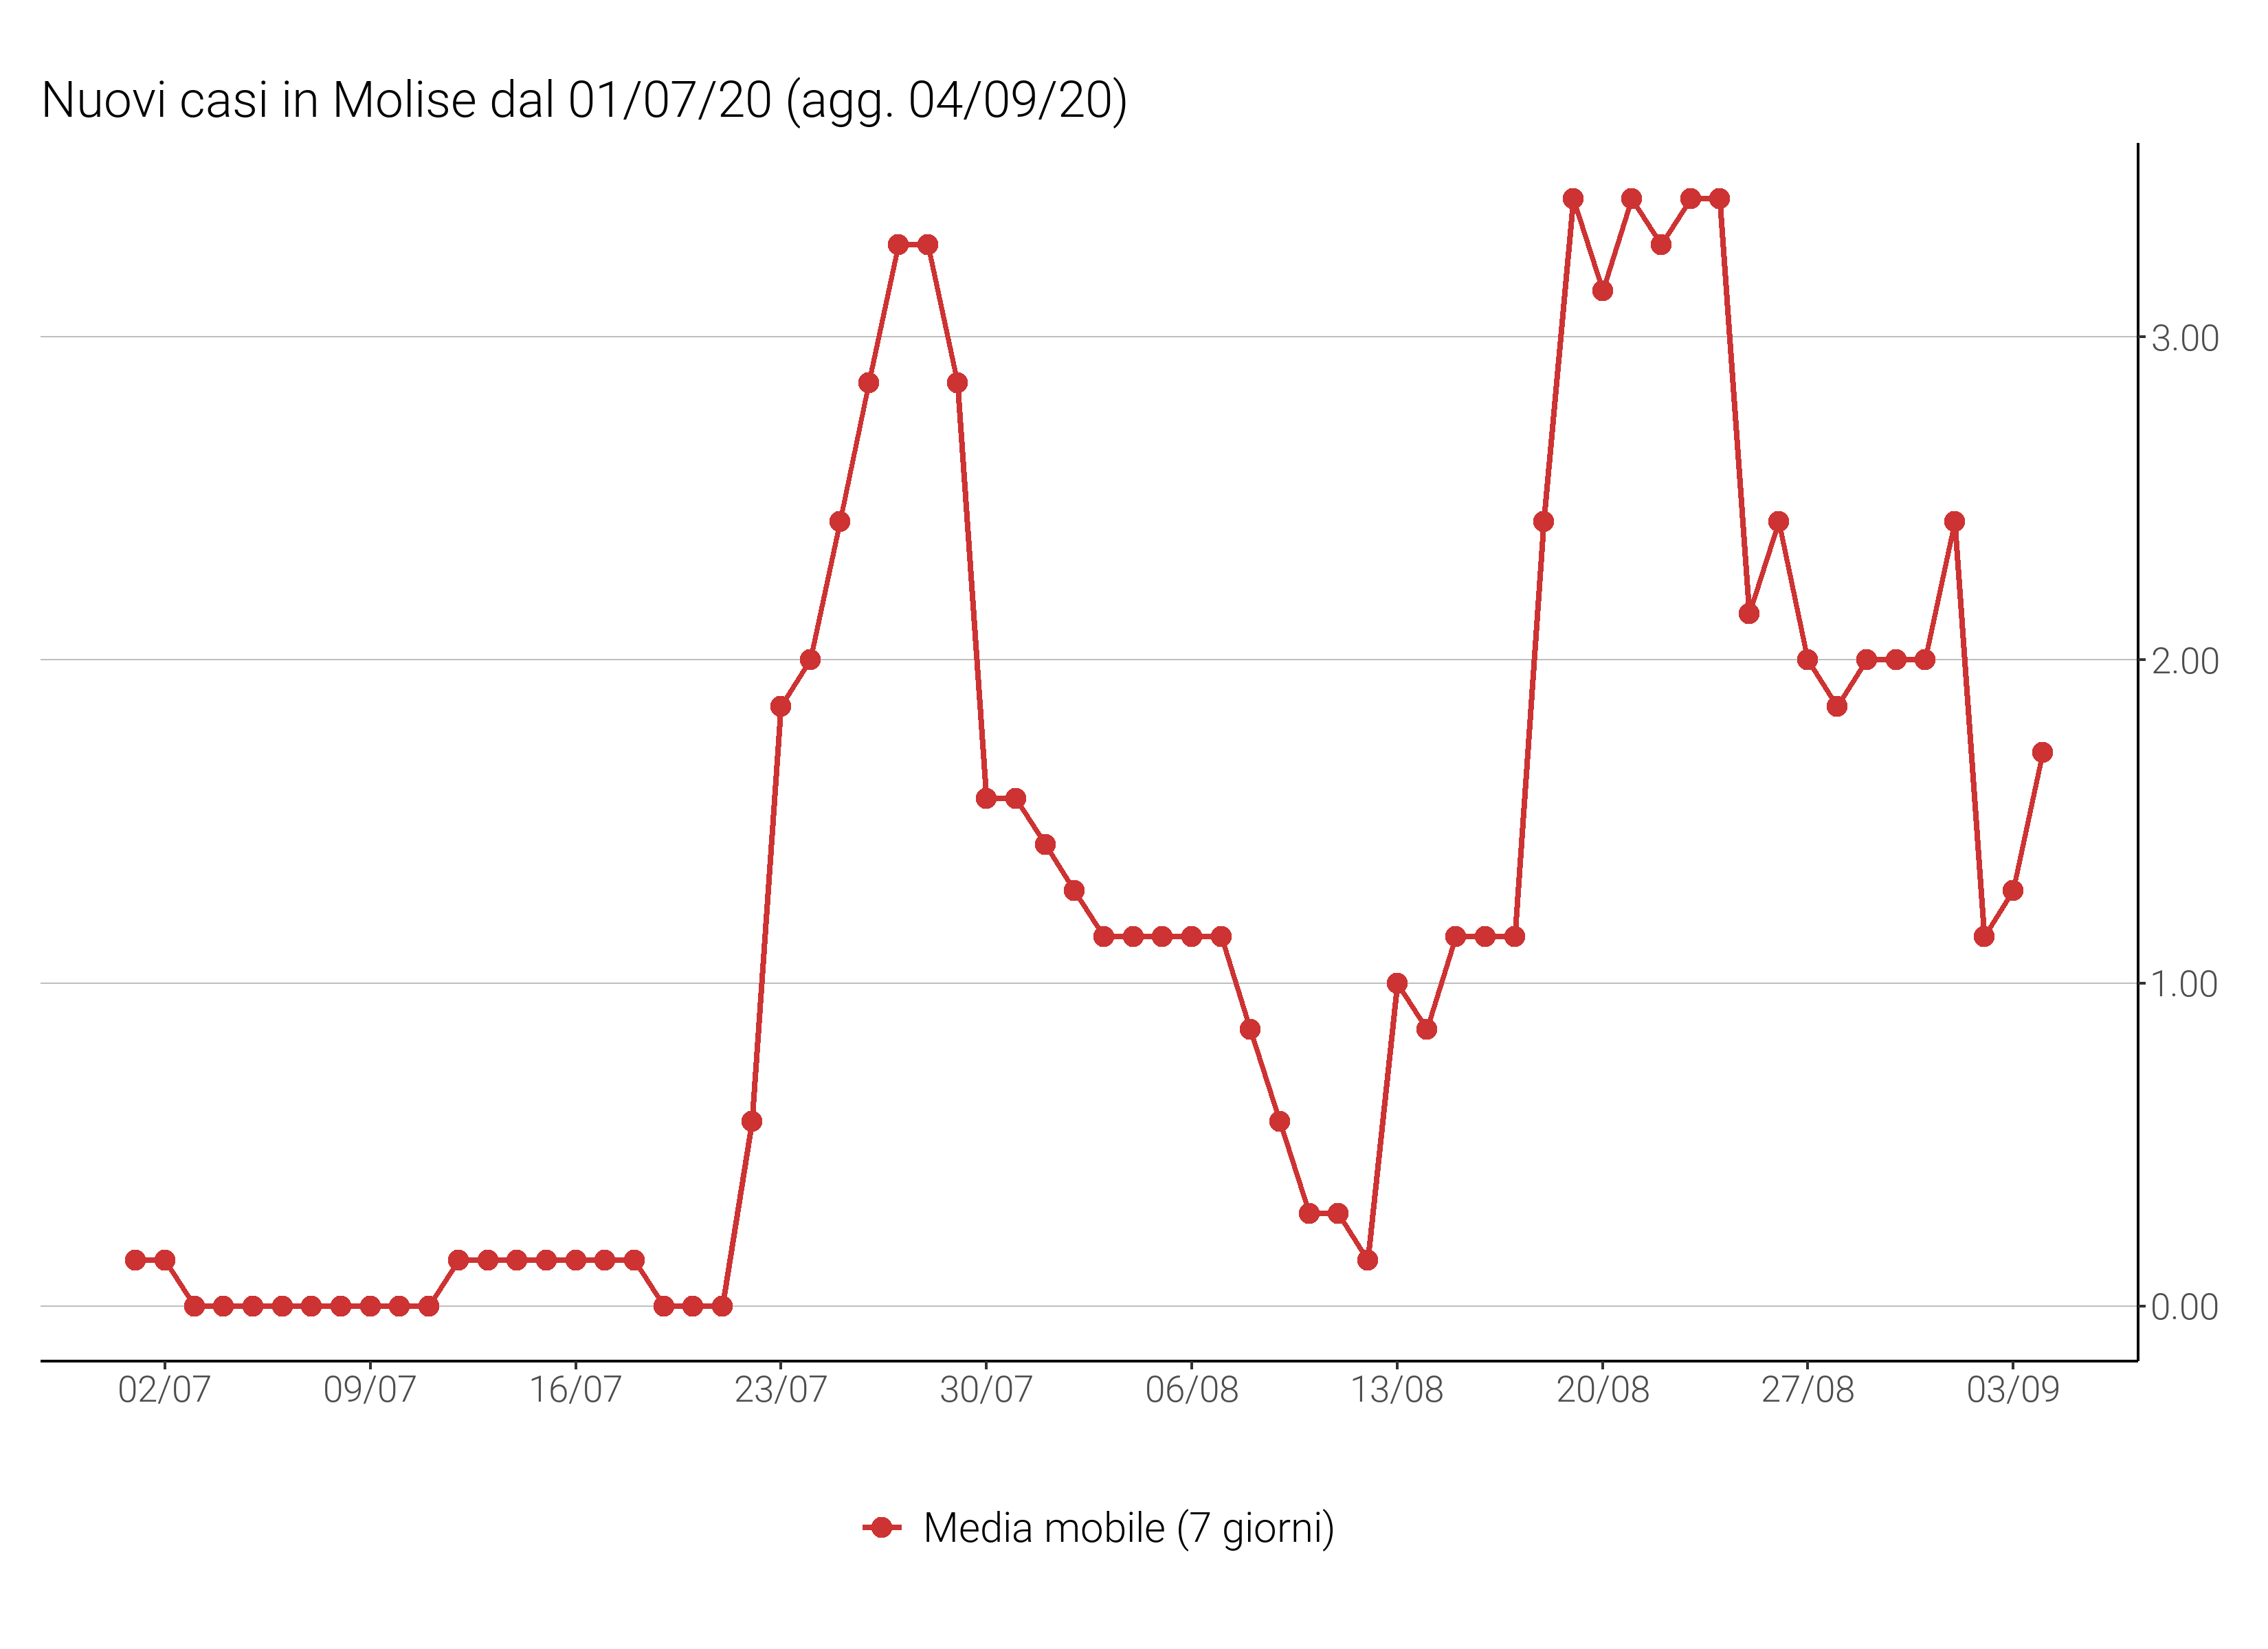 Nuovi casi in Molise dal 01/07/20 (agg. 04/09/20)
3.00
2.00
1.00
0.00
02/07 09/07 16/07 23/07 30/07 06/08 13/08 20/08 27/08 03/09
Media mobile (7 giorni)